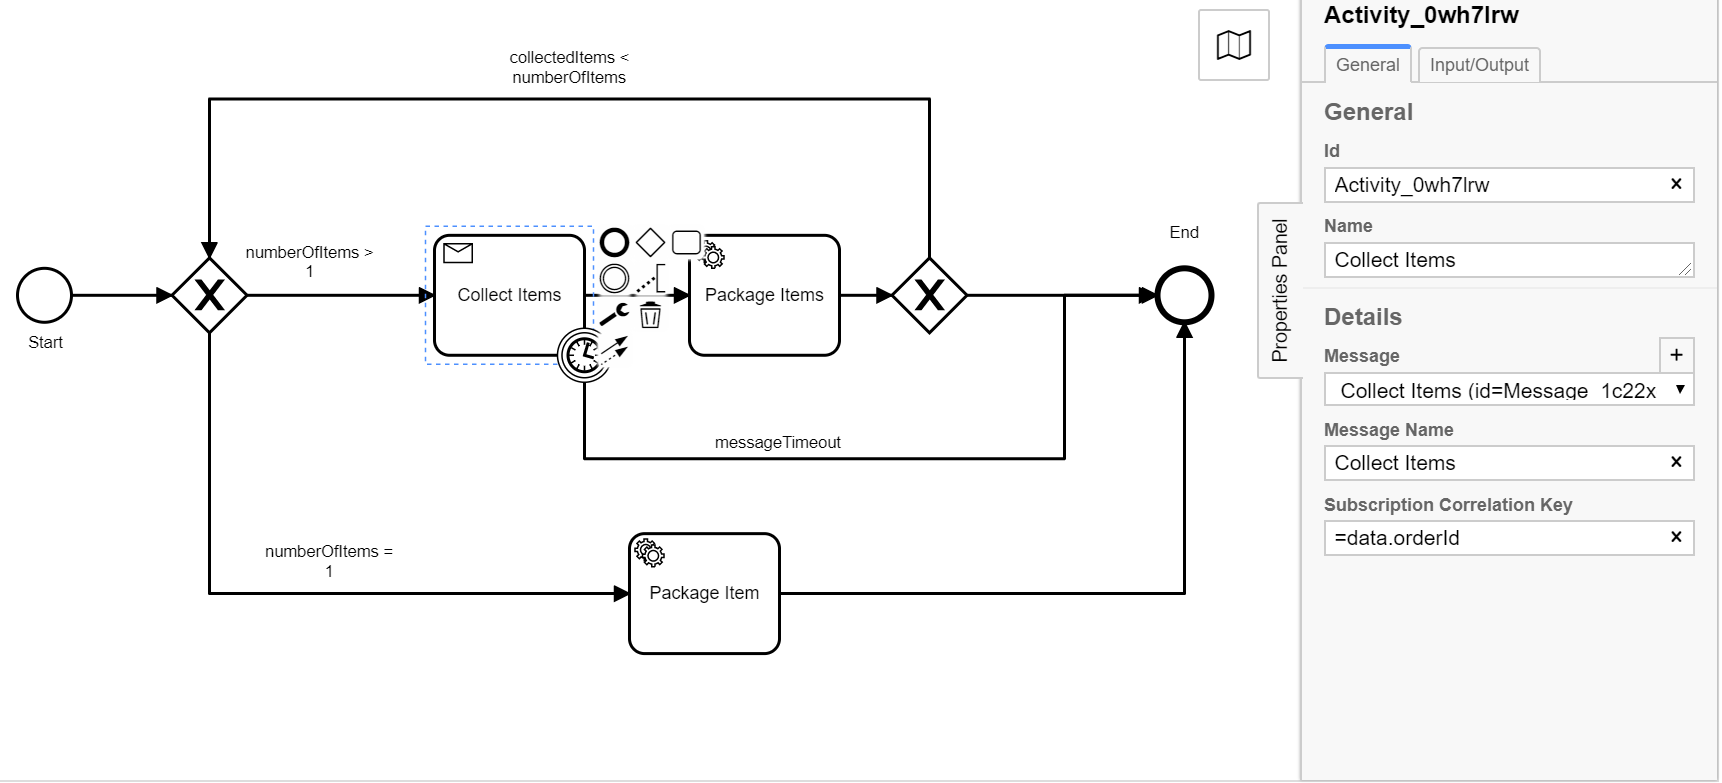 collectedItems <
numberOfItems
numberOfItems >
1
Collect Items
Package Items
Start
End
messageTimeout
numberOfItems =
1
Package Item
Properties Panel
Activity_0wh7lrw
General
Input/Output
General
Id
Activity_0wh7lrw
Name
Collect Items
Details
Message
+
Collect Items (id=Message_1c22x
Message Name
Collect Items
Subscription Correlation Key
=data.orderId